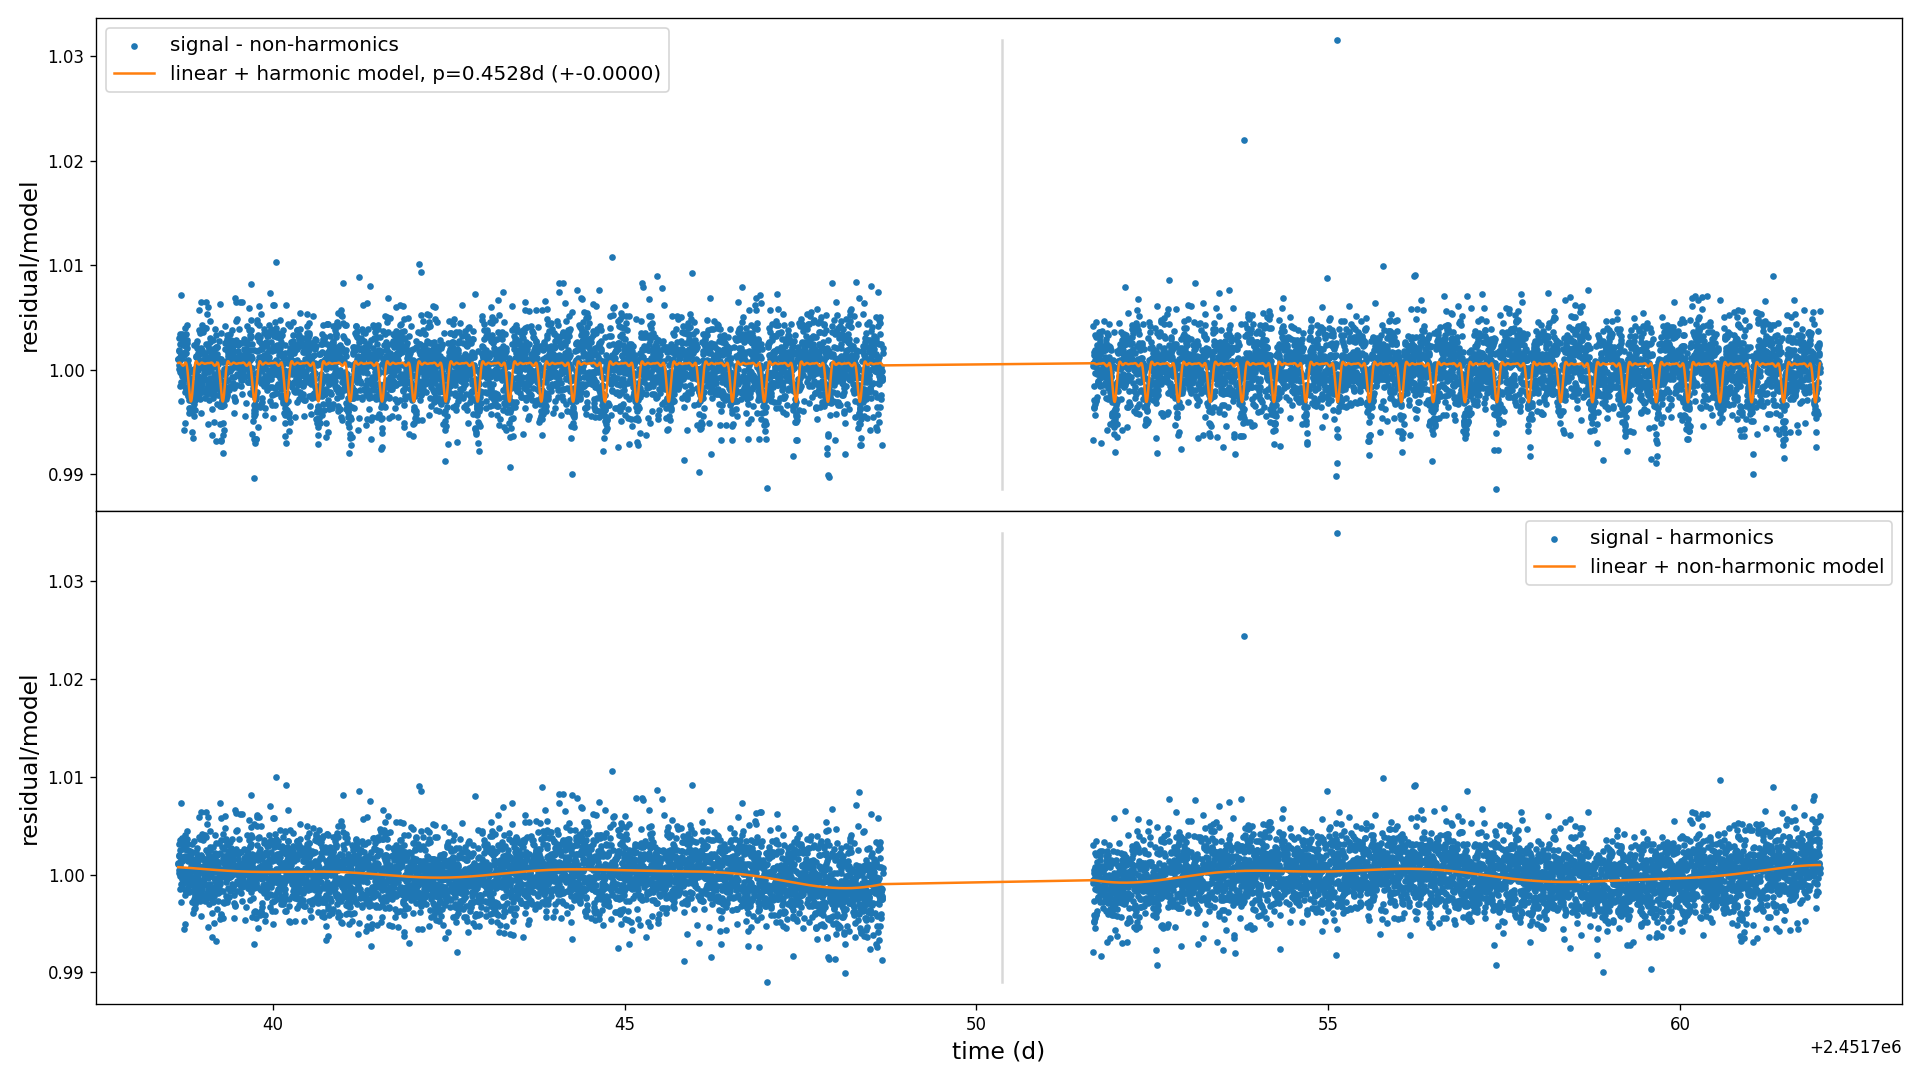 signal - non-harmonics
linear + harmonic model, p=0.4528d (+-0.0000)
1.03
1.02
1.01
1.00
0.99
residual/model
signal - harmonics
linear + non-harmonic model
1.03
1.02
1.01
1.00
0.99
residual/model
40
45
50
55
60
time (d)
+2.4517e6